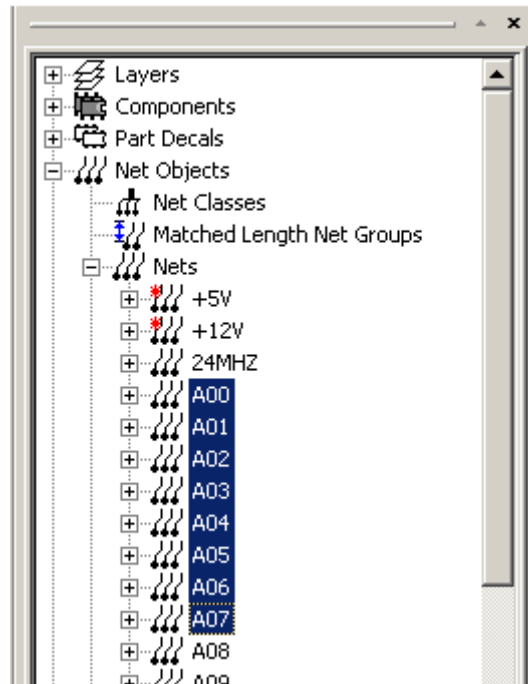 Layers
Components
Part Decals
Net Objects
Net Classes
Matched Length Net Groups
Nets
+5V
+12V
24MHZ
A00
A01
A02
A03
A04
A05
A06
A07
A08
A09